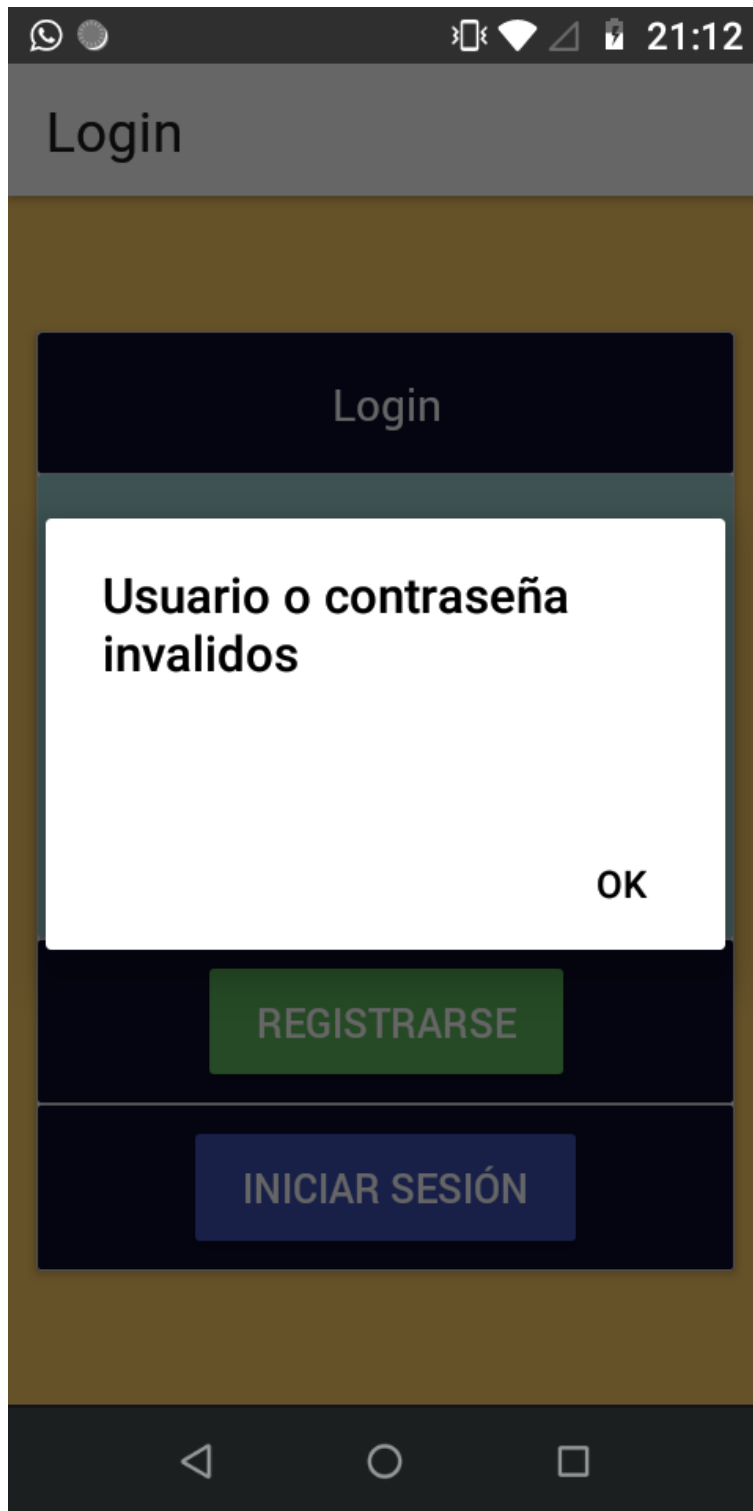 21:12
Login
Login
Usuario o contraseña
invalidos
OK
REGISTRARSE
INICIAR SESIÓN